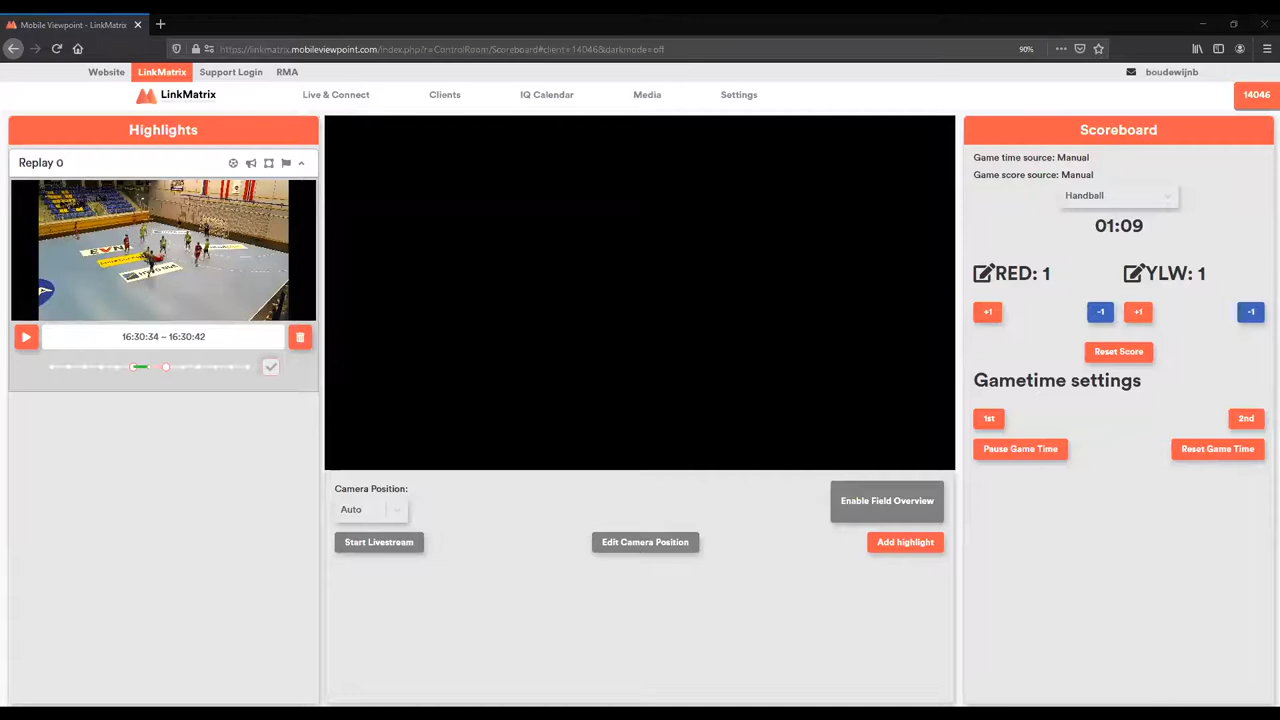 Mobile Viewpoint - LinkMatrix
https://linkmatrix.mobileviewpoint.com/index.php?r=ControlRoom/Scoreboard#client=14046&darkmode=off
90%
Website
LinkMatrix
Support Login
RMA
boudewijnb
LinkMatrix
Live & Connect
Clients
IQ Calendar
Media
Settings
14046
Highlights
Replay 0
EVN
16:30:34 – 16:30:42
Camera Position:
Auto
Enable Field Overview
Start Livestream
Edit Camera Position
Add highlight
Scoreboard
Game time source: Manual
Game score source: Manual
Handball
01:09
RED: 1
YLW: 1
+1
-1
+1
-1
Reset Score
Gametime settings
1st
2nd
Pause Game Time
Reset Game Time